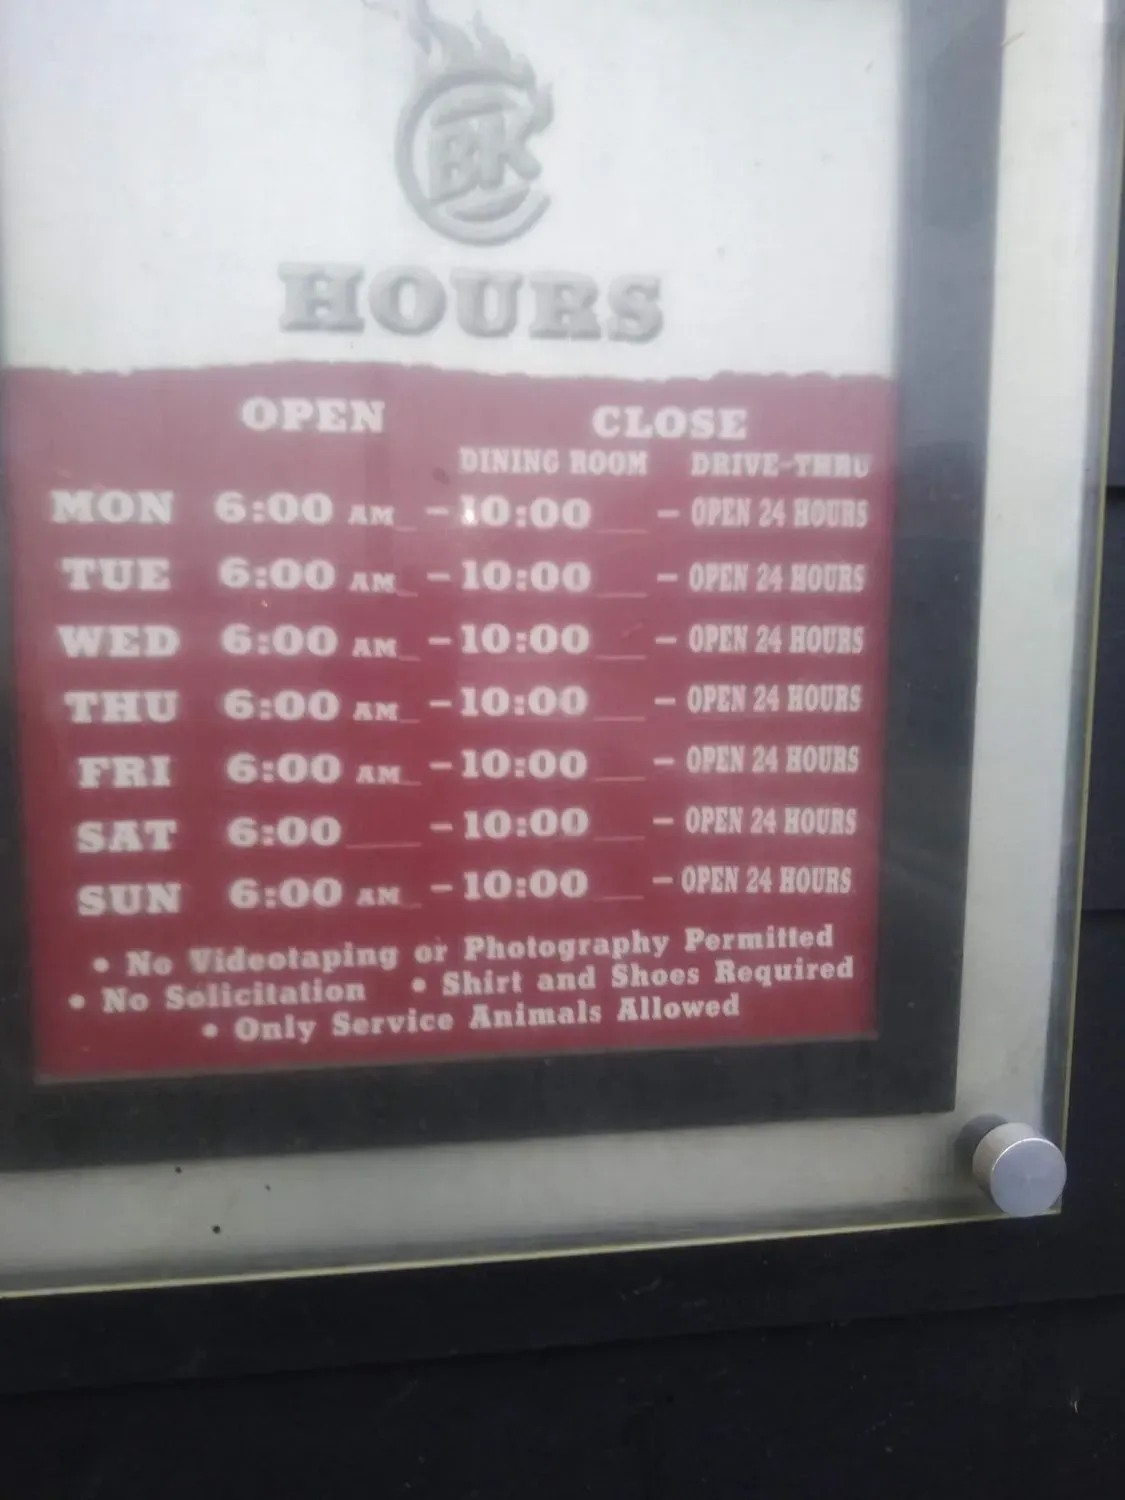 BK
HOURS
OPEN CLOSE
DINING ROOM DRIVE-THRU
MON 6:00 AM - 10:00 - OPEN 24 HOURS
TUE 6:00 AM - 10:00 - OPEN 24 HOURS
WED 6:00 AM - 10:00 - OPEN 24 HOURS
THU 6:00 AM - 10:00 - OPEN 24 HOURS
FRI 6:00 AM - 10:00 - OPEN 24 HOURS
SAT 6:00 - 10:00 - OPEN 24 HOURS
SUN 6:00 AM - 10:00 - OPEN 24 HOURS
• No Videotaping or Photography Permitted
• No Solicitation • Shirt and Shoes Required
• Only Service Animals Allowed